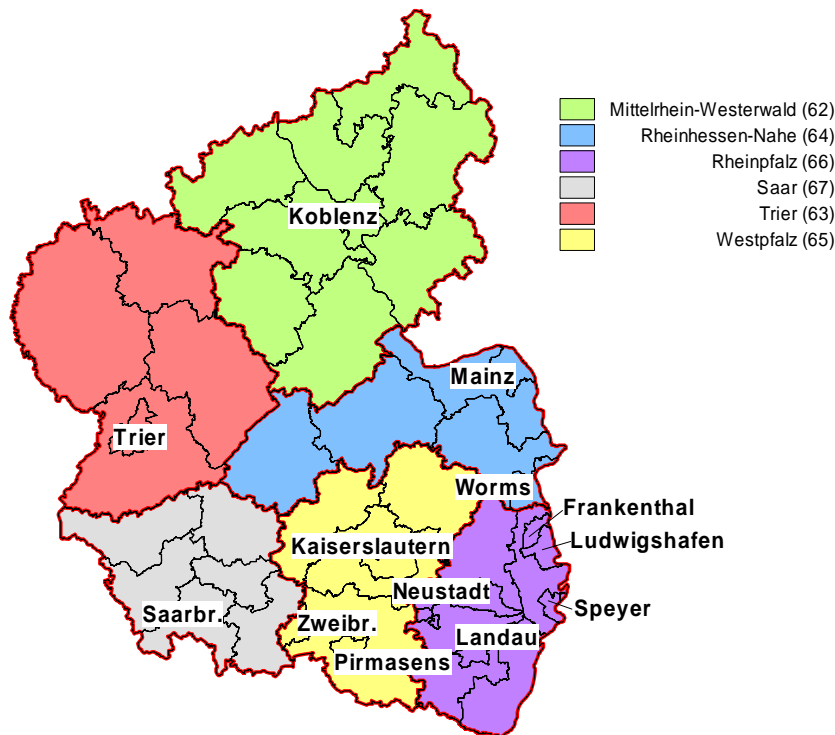 Mittelrhein-Westerwald (62)
Rheinhessen-Nahe (64)
Rheinpfalz (66)
Saar (67)
Trier (63)
Westpfalz (65)
Koblenz
Mainz
Trier
Worms
Frankenthal
Ludwigshafen
Kaiserslautern
Neustadt
Speyer
Saarbr.
Zweibr.
Landau
Pirmasens